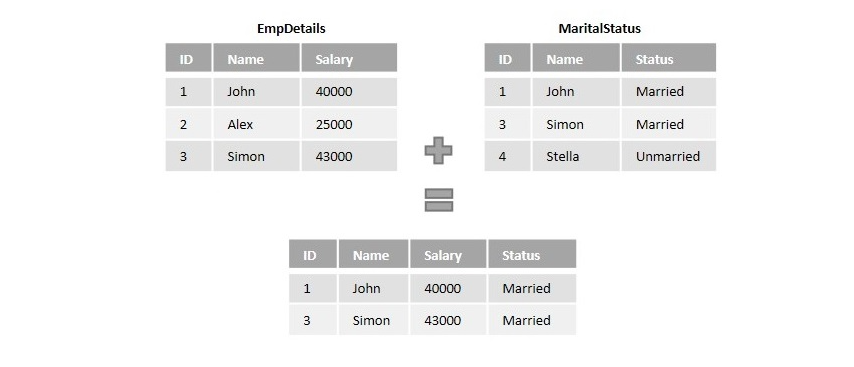 EmpDetails
ID Name Salary
1 John 40000
2 Alex 25000
3 Simon 43000
MaritalStatus
ID Name Status
1 John Married
3 Simon Married
4 Stella Unmarried
ID Name Salary Status
1 John 40000 Married
3 Simon 43000 Married